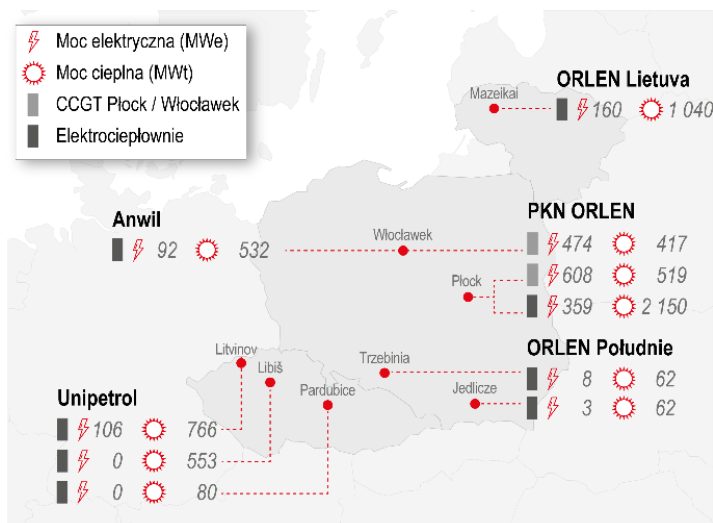 Moc elektryczna (MWe)
Moc cieplna (MWt)
CCGT Płock / Włocławek
Elektrociepłownie
ORLEN Lietuva
Mazeikai
160 1 040
Anwil
92 532
Włocławek
PKN ORLEN
474 417
608 519
Płock
359 2 150
ORLEN Południe
Trzebinia
8 62
Jedlicze
3 62
Litvinov
Libiš
Pardubice
Unipetrol
106 766
0 553
0 80